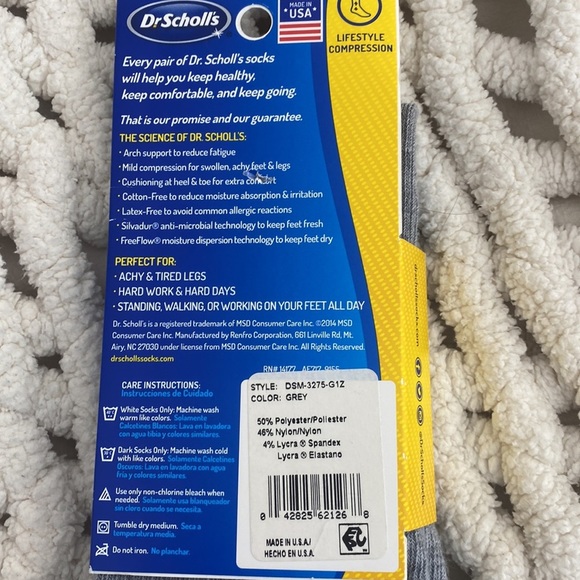 Dr Scholl's
MADE IN
USA
LIFESTYLE
COMPRESSION
Every pair of Dr. Scholl's socks
will help you keep healthy,
keep comfortable, and keep going.
That is our promise and our guarantee.
THE SCIENCE OF DR. SCHOLL'S:
• Arch support to reduce fatigue
• Mild compression for swollen, achy feet & legs
• Cushioning at heel & toe for extra comfort
• Cotton-Free to reduce moisture absorption & irritation
• Latex-Free to avoid common allergic reactions
• Silvadur® anti-microbial technology to keep feet fresh
• FreeFlow® moisture dispersion technology to keep feet dry
PERFECT FOR:
• ACHY & TIRED LEGS
• HARD WORK & HARD DAYS
• STANDING, WALKING, OR WORKING ON YOUR FEET ALL DAY
Dr. Scholl's is a registered trademark of MSD Consumer Care Inc. ©2014 MSD
Consumer Care Inc. Manufactured by Renfro Corporation, 661 Linville Rd, Mt.
Airy, NC 27030 under license from MSD Consumer Care Inc. All Rights Reserved.
drschollssocks.com
RN# 14177
CARE INSTRUCTIONS:
Instrucciones de Cuidado
White Socks Only: Machine wash
warm like colors. Solamente
Calcetines Blancas: Lava en lavadora
con agua tibia y colores similares.
Dark Socks Only: Machine wash cold
with like colors. Solamente Calcetines
Oscuros: Lava en lavadora con agua
fría y colores similares.
Use only non-chlorine bleach when
needed. Solamente usa blanqueador
sin cloro cuando se necesita.
Tumble dry medium. Seca a
temperatura media.
Do not iron. No planchar.
STYLE: DSM-3275-G1Z
COLOR: GREY
50% Polyester/Poliester
46% Nylon/Nylon
4% Lycra ® Spandex
Lycra ® Elastano
0 42825 62126 8
MADE IN U.S.A./
HECHO EN U.S.A.
drschollssocks.com